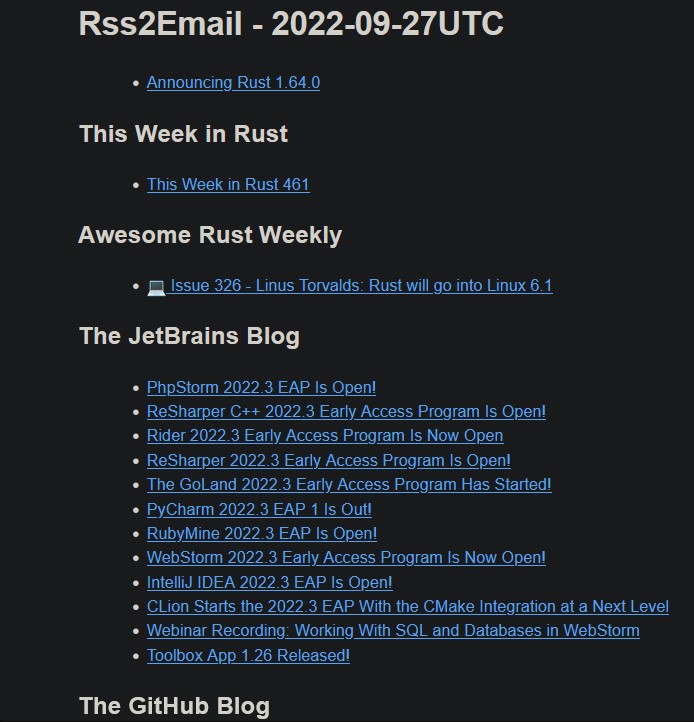 Rss2Email - 2022-09-27UTC
• Announcing Rust 1.64.0
This Week in Rust
• This Week in Rust 461
Awesome Rust Weekly
• 💻 Issue 326 - Linus Torvalds: Rust will go into Linux 6.1
The JetBrains Blog
• PhpStorm 2022.3 EAP Is Open!
• ReSharper C++ 2022.3 Early Access Program Is Open!
• Rider 2022.3 Early Access Program Is Now Open
• ReSharper 2022.3 Early Access Program Is Open!
• The GoLand 2022.3 Early Access Program Has Started!
• PyCharm 2022.3 EAP 1 Is Out!
• RubyMine 2022.3 EAP Is Open!
• WebStorm 2022.3 Early Access Program Is Now Open!
• IntelliJ IDEA 2022.3 EAP Is Open!
• CLion Starts the 2022.3 EAP With the CMake Integration at a Next Level
• Webinar Recording: Working With SQL and Databases in WebStorm
• Toolbox App 1.26 Released!
The GitHub Blog